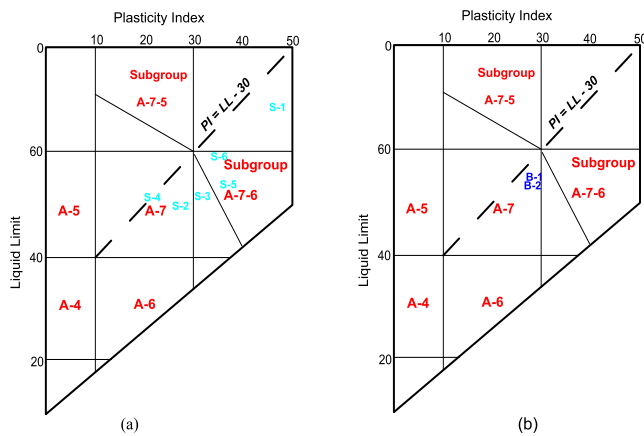 Plasticity Index
0 10 20 30 40 50
0
Subgroup
A-7-5
PI = LL - 30
S-1
60
S-6
Subgroup
S-5
A-7-6
S-4
S-3
S-2
A-5
A-7
40
Liquid Limit
A-4
A-6
20
(a)
Plasticity Index
10 20 30 40 50
0
Subgroup
A-7-5
PI = LL - 30
60
Subgroup
B-1
B-2
A-7-6
A-5
A-7
40
Liquid Limit
A-4
A-6
20
(b)